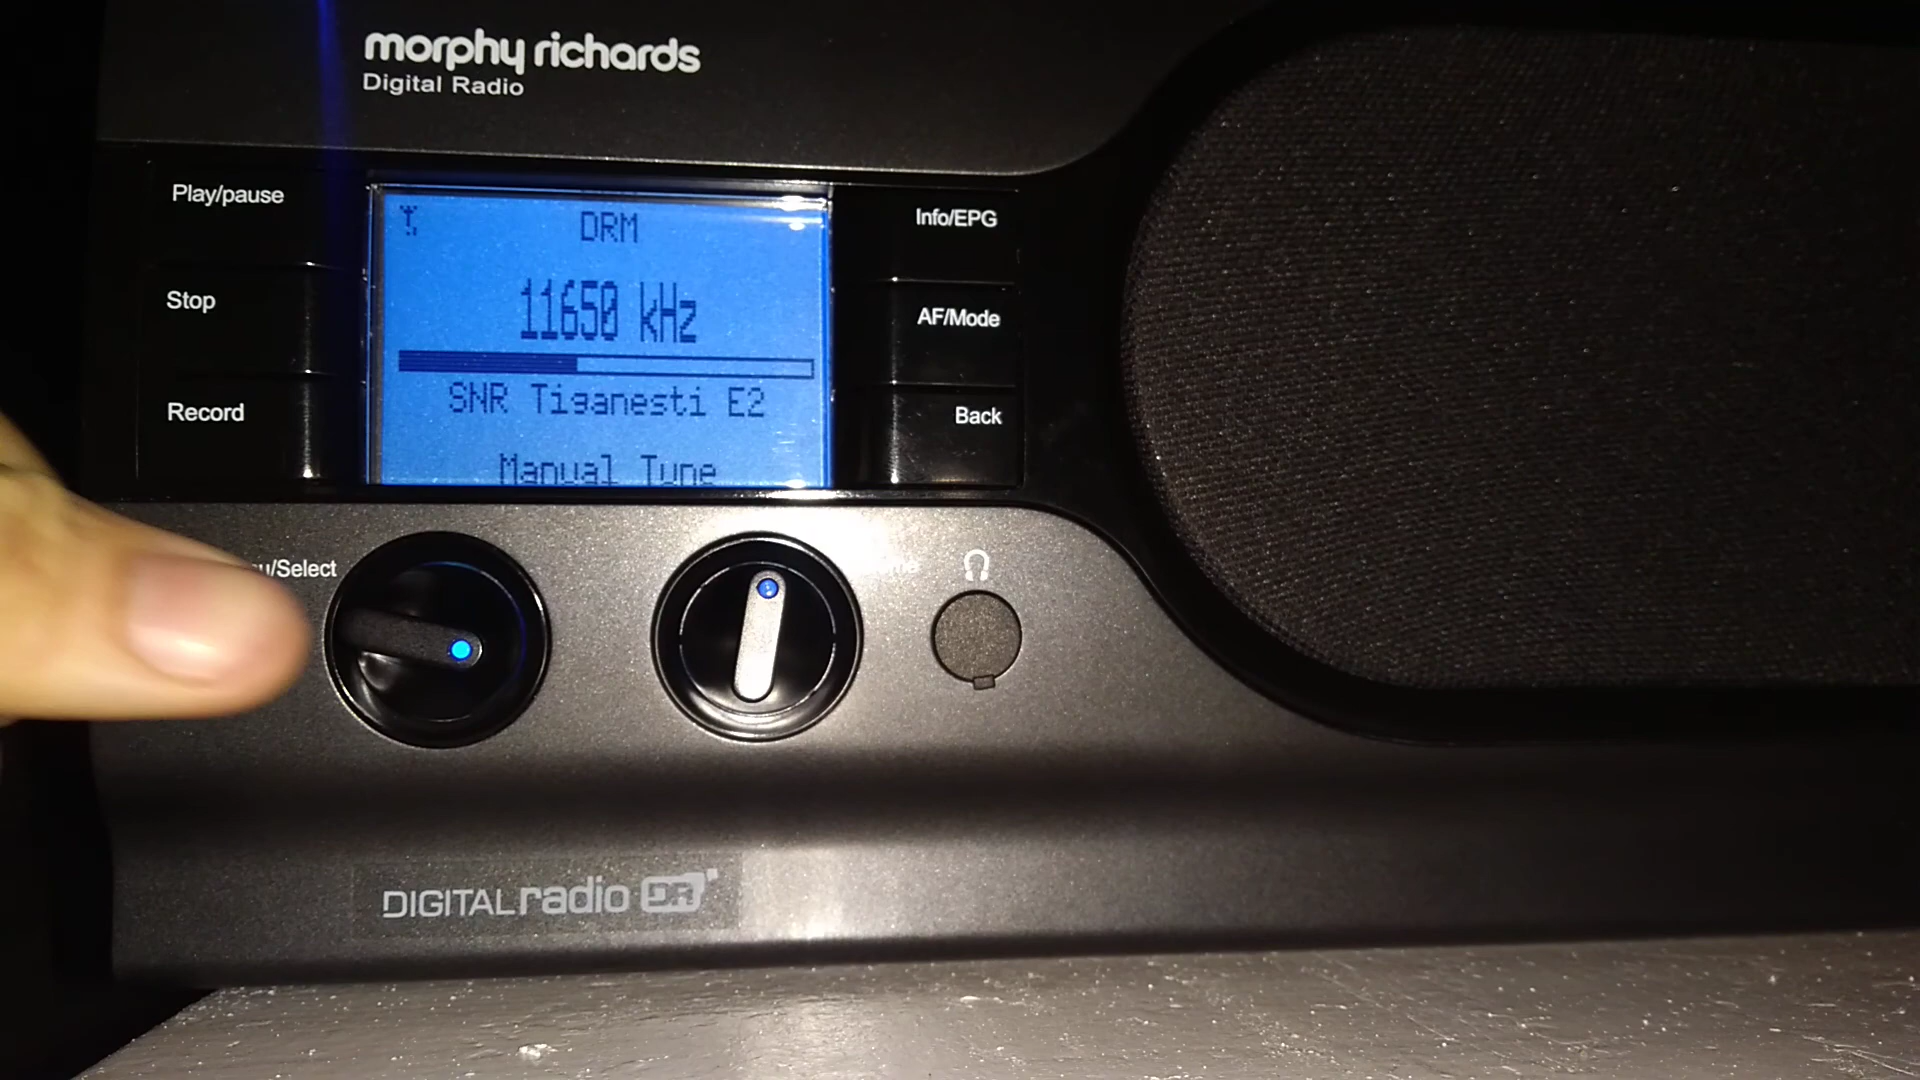 morphy richards
Digital Radio
Play/pause
Stop
Record
DRM
11650 kHz
SNR Tiganesti E2
Manual Tune
Info/EPG
AF/Mode
Back
/Select
DIGITAL radio DR